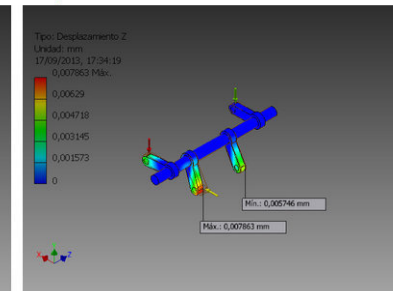 Tipo: Desplazamiento Z
Unidad: mm
17/09/2013, 17:34:19
0,007863 Máx.
0,00629
0,004718
0,003145
0,001573
0
Mín.: 0,005746 mm
Máx.: 0,007863 mm
X
Z